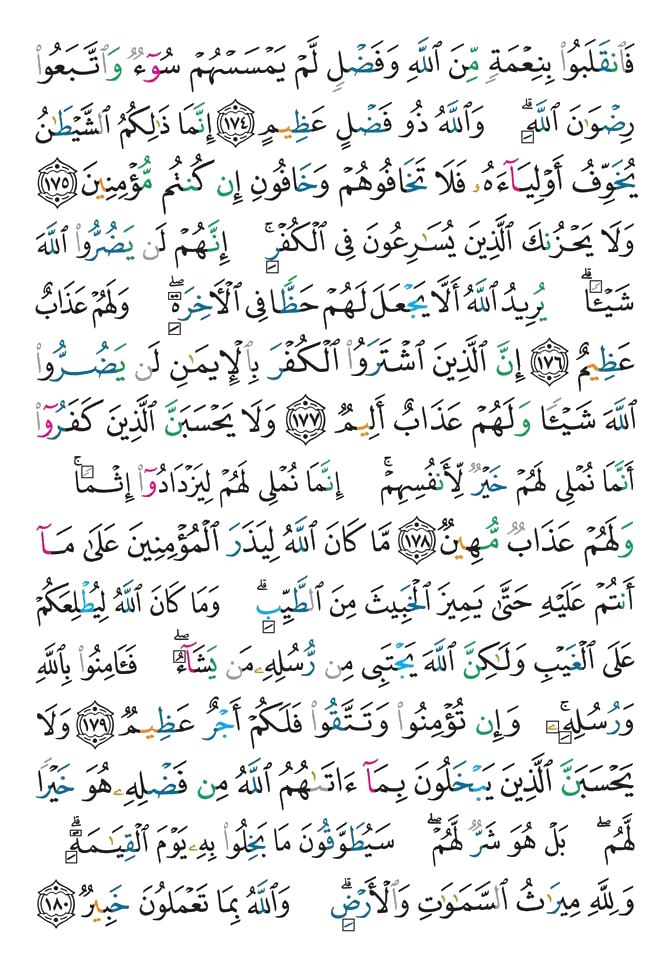 فَٱنقَلَبُوا۟ بِنِعْمَةٍ مِّنَ ٱللَّهِ وَفَضْلٍ لَّمْ يَمْسَسْهُمْ سُوٓءٌ وَٱتَّبَعُوا۟
رِضْوَٰنَ ٱللَّهِ ۗ وَٱللَّهُ ذُو فَضْلٍ عَظِيمٍ ١٧٤ إِنَّمَا ذَٰلِكُمُ ٱلشَّيْطَٰنُ
يُخَوِّفُ أَوْلِيَآءَهُۥ فَلَا تَخَافُوهُمْ وَخَافُونِ إِن كُنتُم مُّؤْمِنِينَ ١٧٥
وَلَا يَحْزُنكَ ٱلَّذِينَ يُسَٰرِعُونَ فِى ٱلْكُفْرِ ۚ إِنَّهُمْ لَن يَضُرُّوا۟ ٱللَّهَ
شَيْـًٔا ۗ يُرِيدُ ٱللَّهُ أَلَّا يَجْعَلَ لَهُمْ حَظًّا فِى ٱلْءَاخِرَةِ ۖ وَلَهُمْ عَذَابٌ
عَظِيمٌ ١٧٦ إِنَّ ٱلَّذِينَ ٱشْتَرَوُا۟ ٱلْكُفْرَ بِٱلْإِيمَٰنِ لَن يَضُرُّوا۟
ٱللَّهَ شَيْـًٔا وَلَهُمْ عَذَابٌ أَلِيمٌ ١٧٧ وَلَا يَحْسَبَنَّ ٱلَّذِينَ كَفَرُوٓا۟
أَنَّمَا نُمْلِى لَهُمْ خَيْرٌ لِّأَنفُسِهِمْ ۚ إِنَّمَا نُمْلِى لَهُمْ لِيَزْدَادُوٓا۟ إِثْمًا ۚ
وَلَهُمْ عَذَابٌ مُّهِينٌ ١٧٨ مَّا كَانَ ٱللَّهُ لِيَذَرَ ٱلْمُؤْمِنِينَ عَلَىٰ مَآ
أَنتُمْ عَلَيْهِ حَتَّىٰ يَمِيزَ ٱلْخَبِيثَ مِنَ ٱلطَّيِّبِ ۗ وَمَا كَانَ ٱللَّهُ لِيُطْلِعَكُمْ
عَلَى ٱلْغَيْبِ وَلَٰكِنَّ ٱللَّهَ يَجْتَبِى مِن رُّسُلِهِۦ مَن يَشَآءُ ۖ فَـَٔامِنُوا۟ بِٱللَّهِ
وَرُسُلِهِۦ ۚ وَإِن تُؤْمِنُوا۟ وَتَتَّقُوا۟ فَلَكُمْ أَجْرٌ عَظِيمٌ ١٧٩ وَلَا
يَحْسَبَنَّ ٱلَّذِينَ يَبْخَلُونَ بِمَآ ءَاتَىٰهُمُ ٱللَّهُ مِن فَضْلِهِۦ هُوَ خَيْرًا
لَّهُم ۖ بَلْ هُوَ شَرٌّ لَّهُمْ ۖ سَيُطَوَّقُونَ مَا بَخِلُوا۟ بِهِۦ يَوْمَ ٱلْقِيَٰمَةِ ۗ
وَلِلَّهِ مِيرَٰثُ ٱلسَّمَٰوَٰتِ وَٱلْأَرْضِ ۗ وَٱللَّهُ بِمَا تَعْمَلُونَ خَبِيرٌ ١٨٠